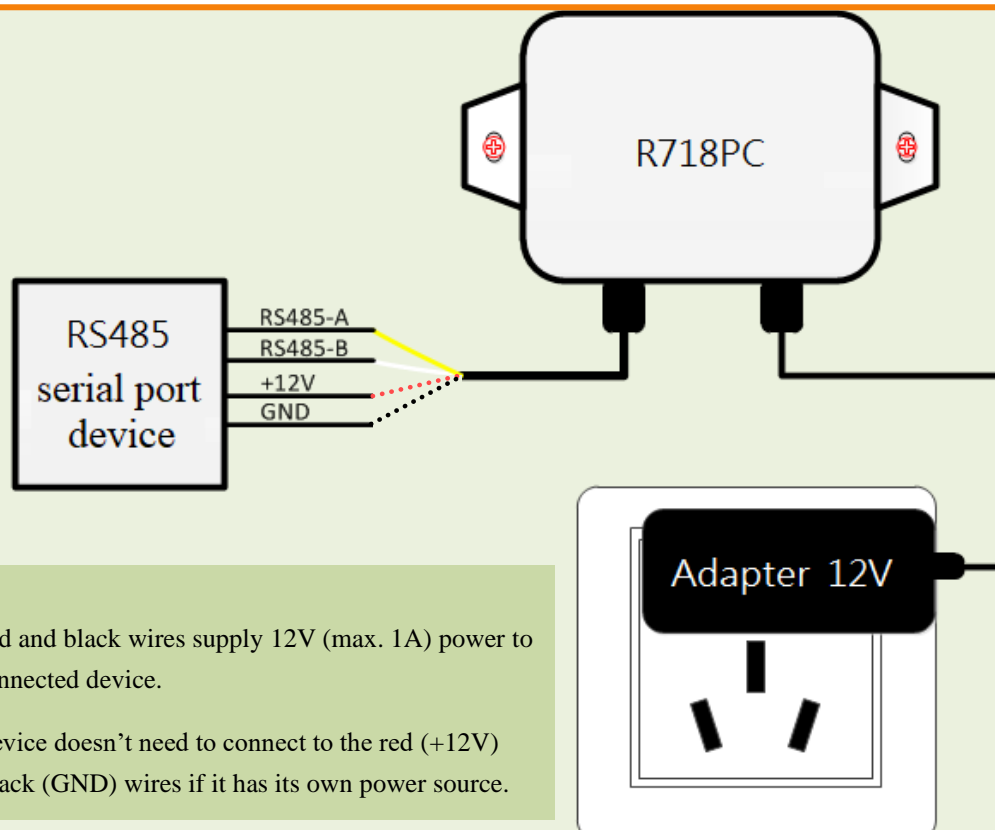 R718PC
RS485
serial port
device
RS485-A
RS485-B
+12V
GND
Adapter 12V
d and black wires supply 12V (max. 1A) power to
nnected device.
evice doesn’t need to connect to the red (+12V)
ack (GND) wires if it has its own power source.